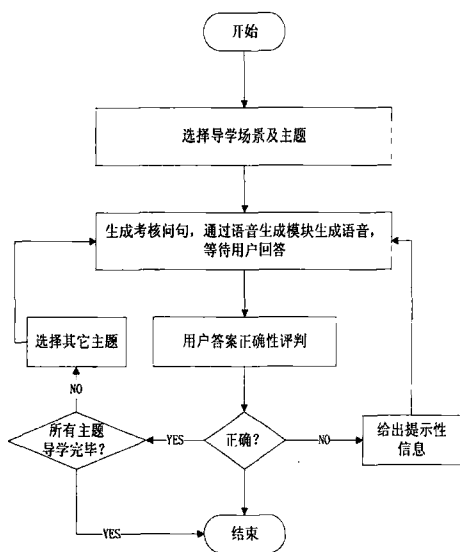 开始
选择导学场景及主题
生成考核问句，通过语音生成模块生成语音，
等待用户回答
选择其它主题
用户答案正确性评判
NO
所有主题
导学完毕？
YES
正确？
NO
给出提示性
信息
YES
结束